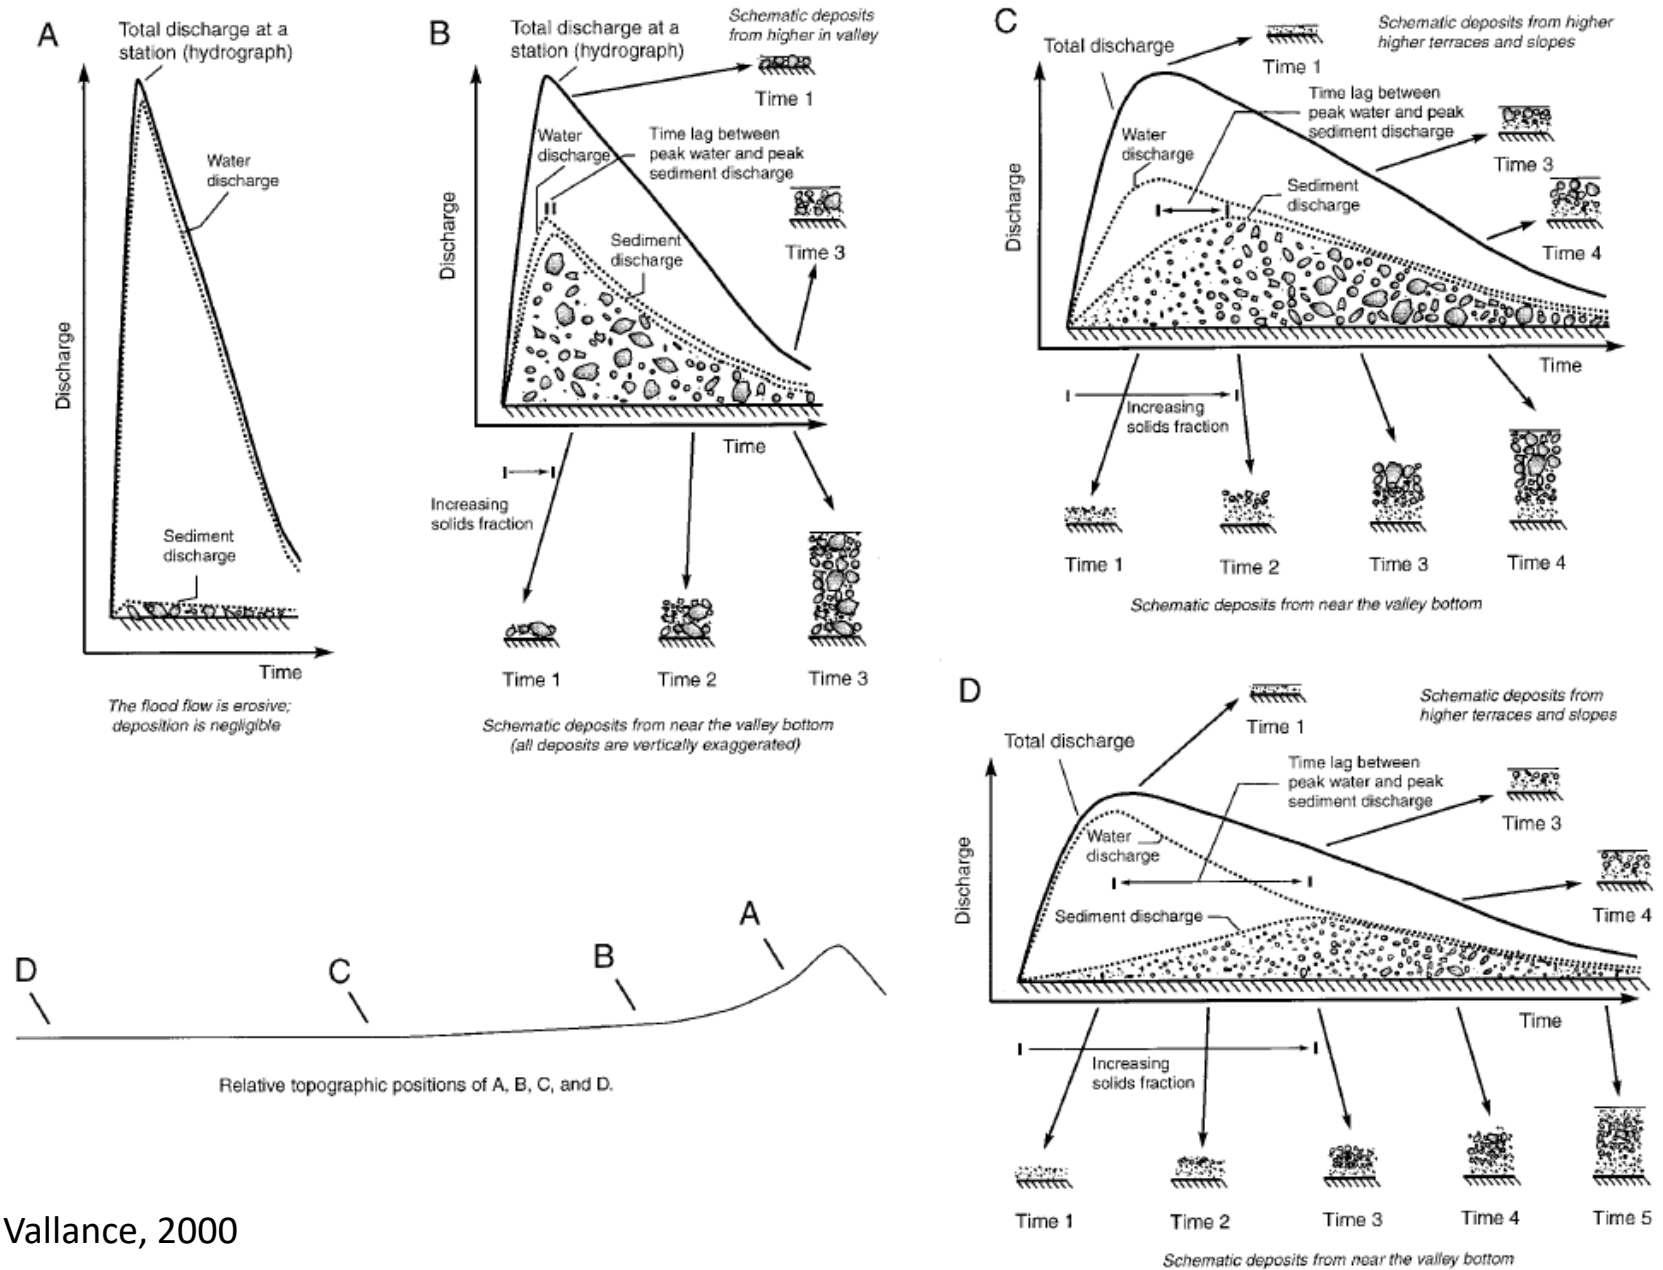 A
Total discharge at a
station (hydrograph)
Water
discharge
Discharge
Sediment
discharge
Time
The flood flow is erosive;
deposition is negligible
B
Total discharge at a
station (hydrograph)
Schematic deposits
from higher in valley
Time 1
Water
discharge
Time lag between
peak water and peak
sediment discharge
Discharge
Sediment
discharge
Time 3
Time
Increasing
solids fraction
Time 1
Time 2
Time 3
Schematic deposits from near the valley bottom
(all deposits are vertically exaggerated)
C
Total discharge
Schematic deposits from higher
higher terraces and slopes
Time 1
Time lag between
peak water and peak
sediment discharge
Water
discharge
Time 3
Sediment
discharge
Discharge
Time 4
Time
Increasing
solids fraction
Time 1
Time 2
Time 3
Time 4
Schematic deposits from near the valley bottom
D
Total discharge
Schematic deposits from
higher terraces and slopes
Time 1
Time lag between
peak water and peak
sediment discharge
Time 3
Water
discharge
Discharge
Sediment discharge
Time 4
Time
Increasing
solids fraction
Time 1
Time 2
Time 3
Time 4
Time 5
Schematic deposits from near the valley bottom
D
C
B
A
Relative topographic positions of A, B, C, and D.
Vallance, 2000